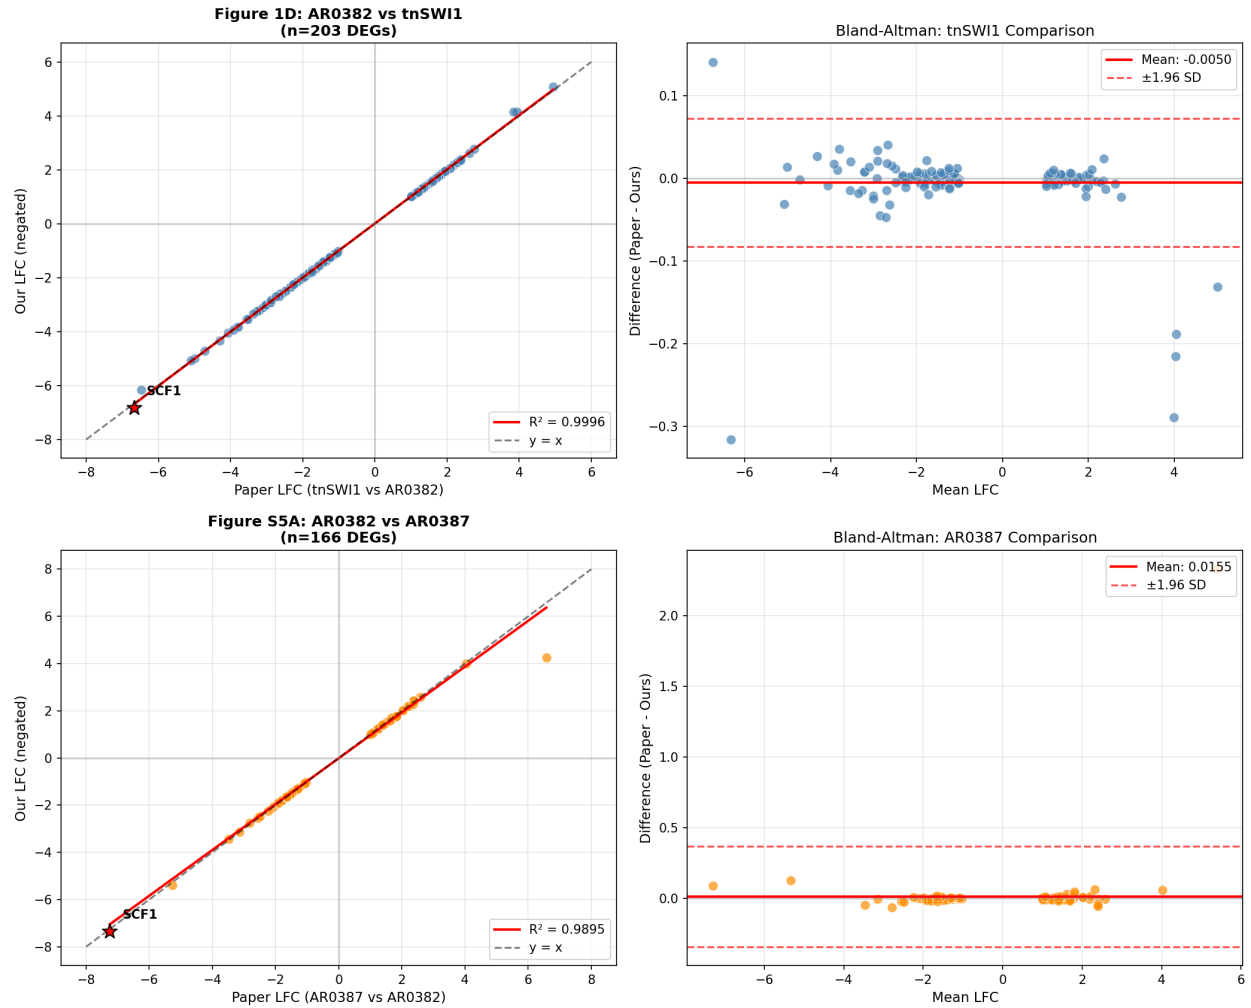 Figure 1D: AR0382 vs tnSWI1
(n=203 DEGs)
6
4
2
0
−2
−4
−6
−8
Our LFC (negated)
SCF1
R² = 0.9996
y = x
−8
−6
−4
−2
0
2
4
6
Paper LFC (tnSWI1 vs AR0382)
Bland-Altman: tnSWI1 Comparison
Mean: -0.0050
±1.96 SD
0.1
0.0
−0.1
−0.2
−0.3
Difference (Paper - Ours)
−6
−4
−2
0
2
4
Mean LFC
Figure S5A: AR0382 vs AR0387
(n=166 DEGs)
8
6
4
2
0
−2
−4
−6
−8
Our LFC (negated)
SCF1
R² = 0.9895
y = x
−8
−6
−4
−2
0
2
4
6
8
Paper LFC (AR0387 vs AR0382)
Bland-Altman: AR0387 Comparison
Mean: 0.0155
±1.96 SD
2.0
1.5
1.0
0.5
0.0
Difference (Paper - Ours)
−6
−4
−2
0
2
4
6
Mean LFC